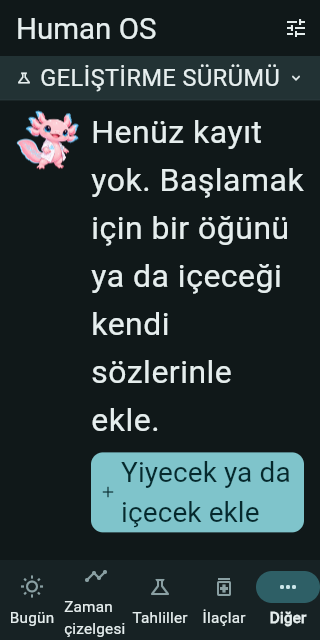 Human OS
GELİŞTİRME SÜRÜMÜ
Henüz kayıt
yok. Başlamak
için bir öğünü
ya da içeceği
kendi
sözlerinle
ekle.
Yiyecek ya da
içecek ekle
Bugün
Zaman
çizelgesi
Tahliller
İlaçlar
Diğer